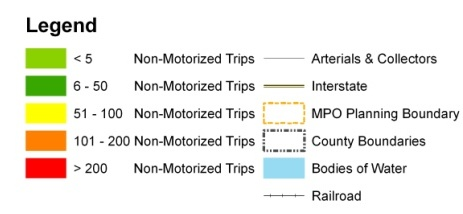 Legend
< 5 Non-Motorized Trips Arterials & Collectors
6 - 50 Non-Motorized Trips Interstate
51 - 100 Non-Motorized Trips MPO Planning Boundary
101 - 200 Non-Motorized Trips County Boundaries
> 200 Non-Motorized Trips Bodies of Water
Railroad